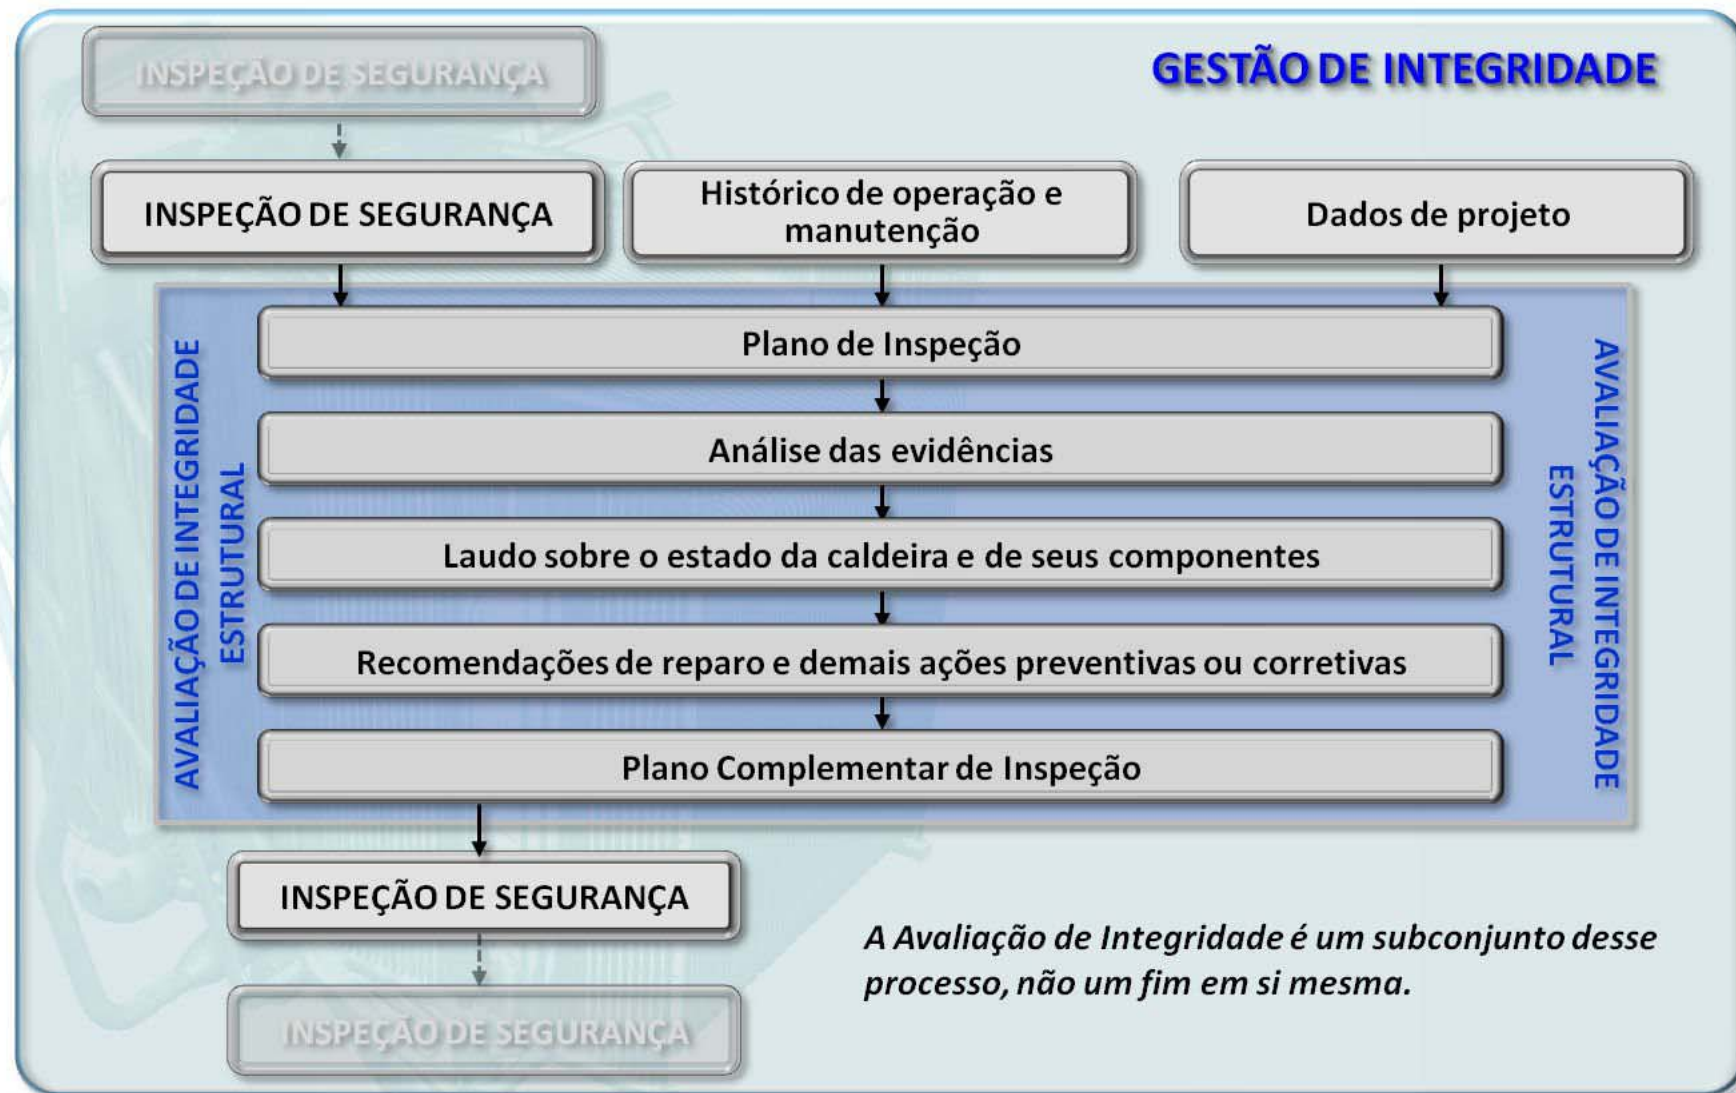 INSPEÇÃO DE SEGURANÇA
GESTÃO DE INTEGRIDADE
INSPEÇÃO DE SEGURANÇA
Histórico de operação e
manutenção
Dados de projeto
AVALIAÇÃO DE INTEGRIDADE
ESTRUTURAL
Plano de Inspeção
Análise das evidências
Laudo sobre o estado da caldeira e de seus componentes
Recomendações de reparo e demais ações preventivas ou corretivas
Plano Complementar de Inspeção
AVALIAÇÃO DE INTEGRIDADE
ESTRUTURAL
INSPEÇÃO DE SEGURANÇA
A Avaliação de Integridade é um subconjunto desse
processo, não um fim em si mesma.
INSPEÇÃO DE SEGURANÇA